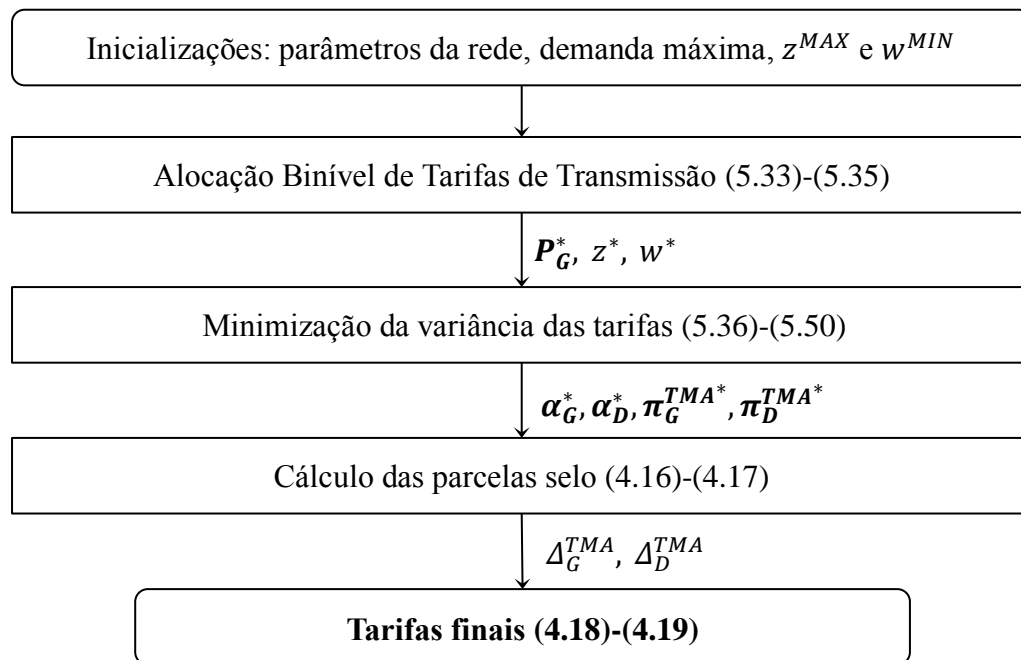 Inicializações: parâmetros da rede, demanda máxima, z^{MAX} e w^{MIN}
Alocação Binível de Tarifas de Transmissão (5.33)-(5.35)
P_G^*, z^*, w^*
Minimização da variância das tarifas (5.36)-(5.50)
α_G^*, α_D^*, π_G^{TMA^*}, π_D^{TMA^*}
Cálculo das parcelas selo (4.16)-(4.17)
Δ_G^{TMA}, Δ_D^{TMA}
Tarifas finais (4.18)-(4.19)